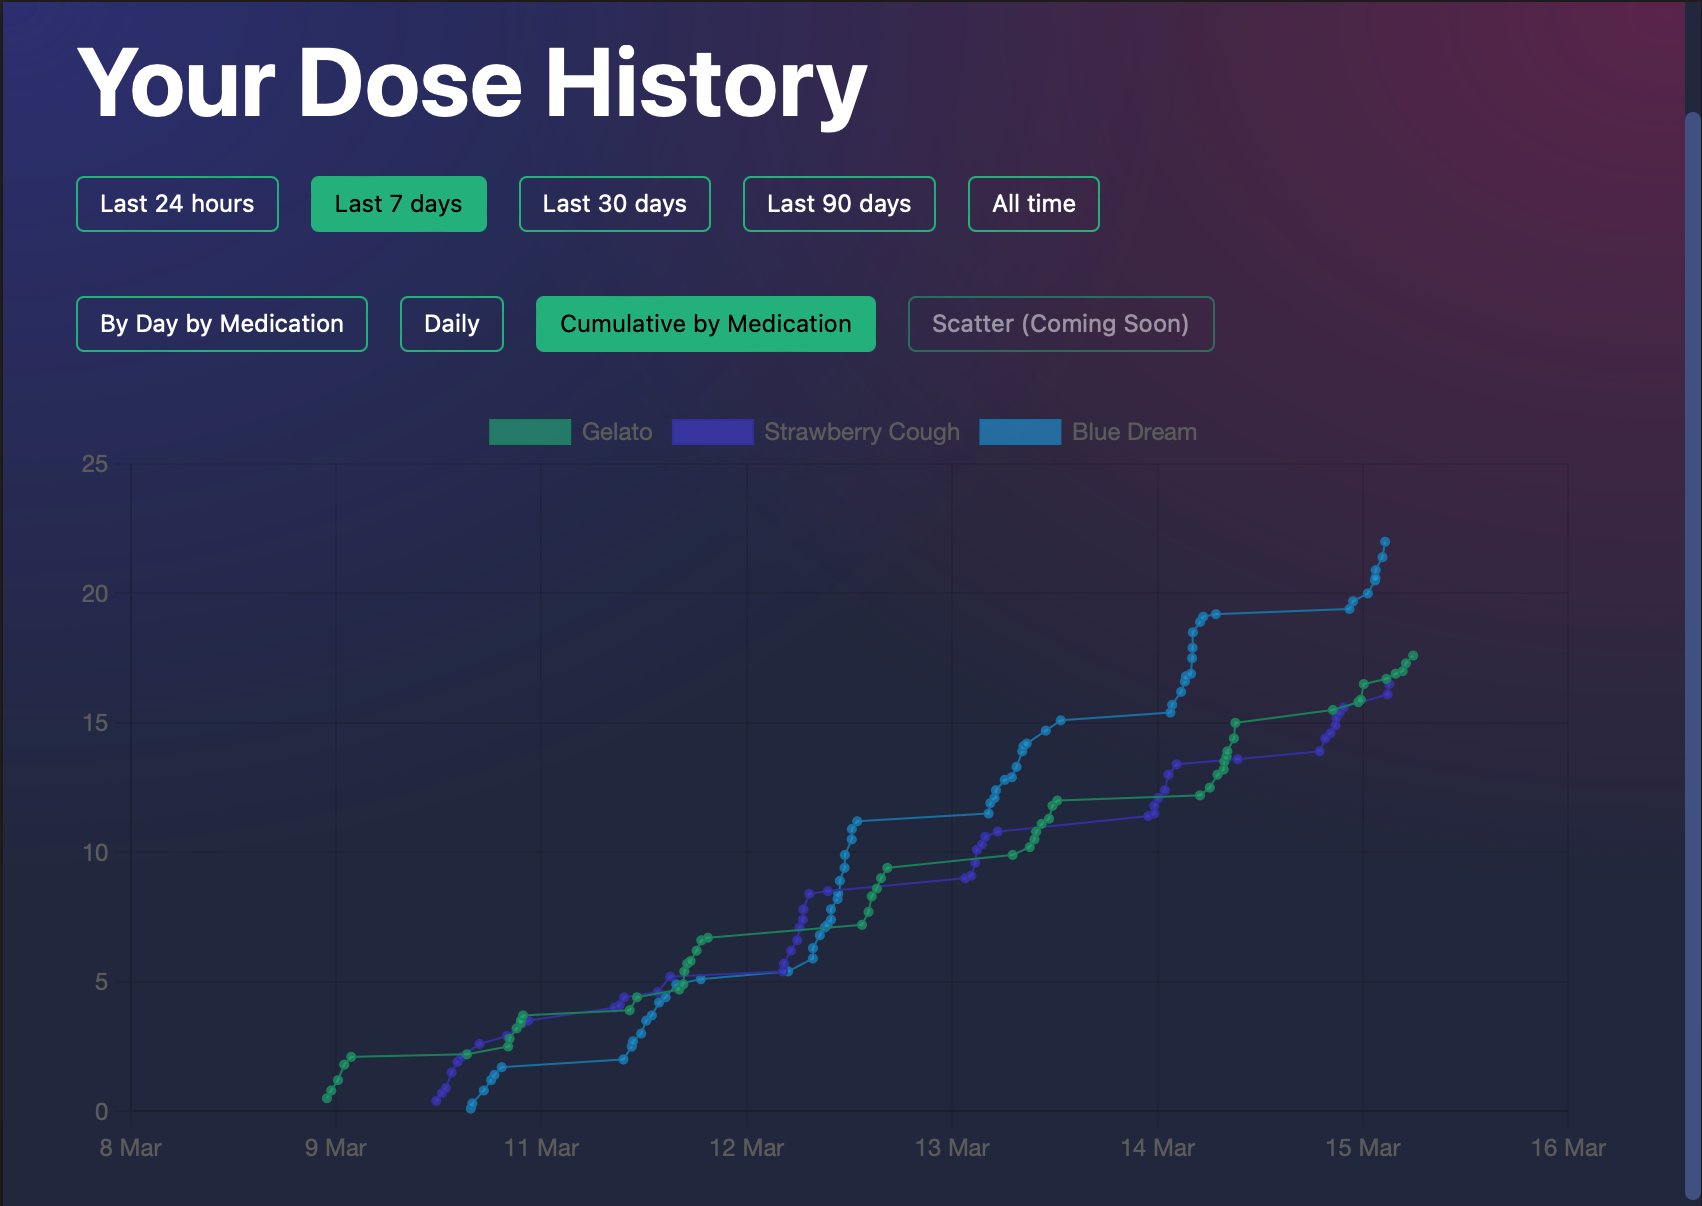 Your Dose History
Last 24 hours Last 7 days Last 30 days Last 90 days All time
By Day by Medication Daily Cumulative by Medication Scatter (Coming Soon)
Gelato Strawberry Cough Blue Dream
25
20
15
10
5
0
8 Mar 9 Mar 11 Mar 12 Mar 13 Mar 14 Mar 15 Mar 16 Mar